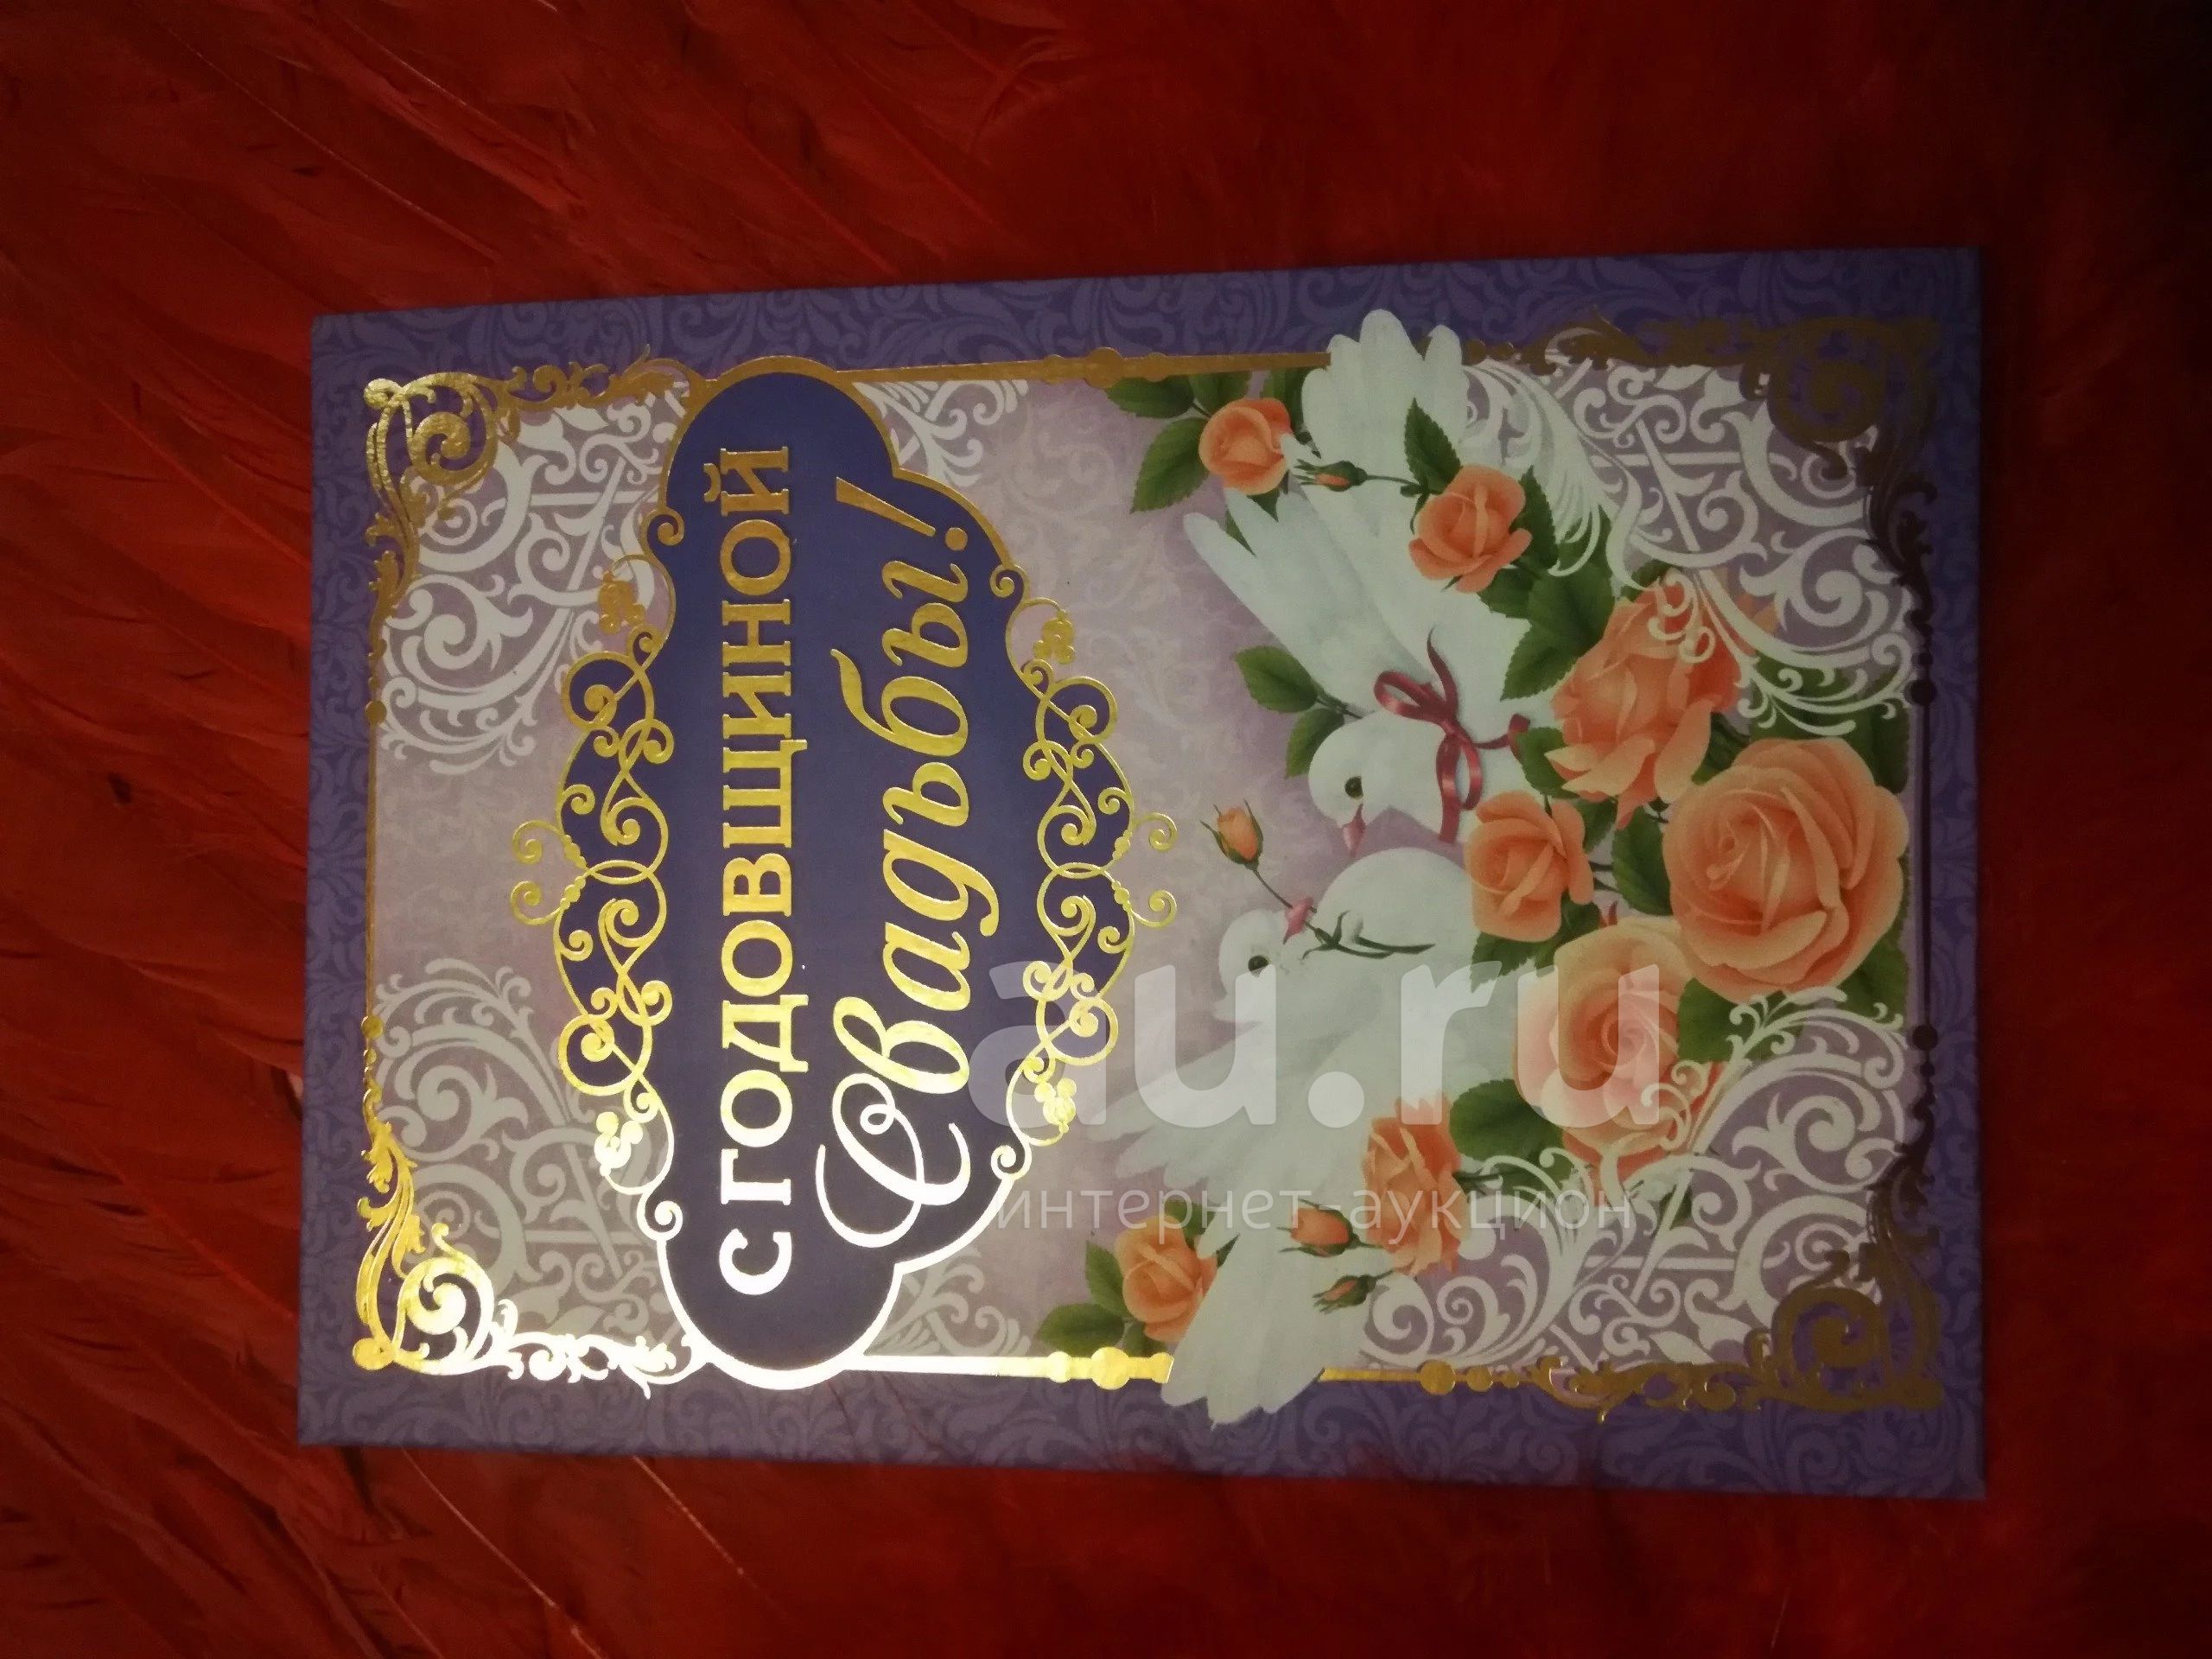 С ГОДОВЩИНОЙ
Свадьбы!
au.ru
интернет-аукцион